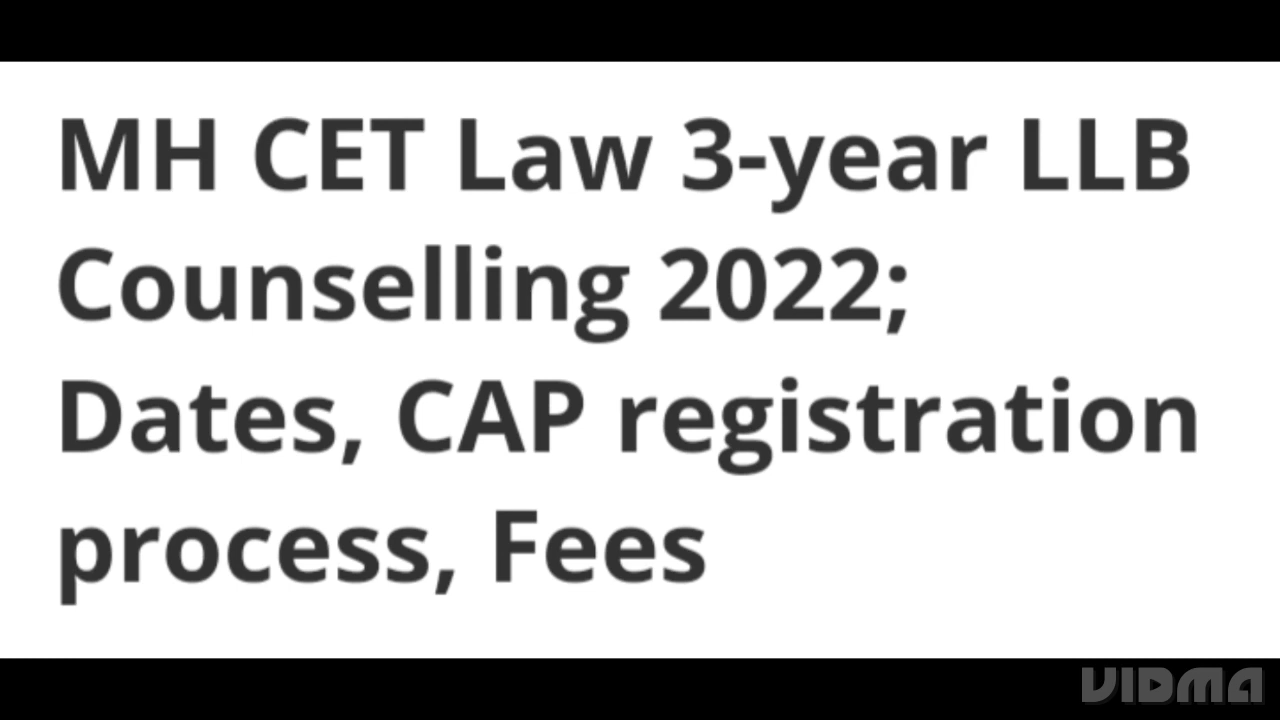 MH CET Law 3-year LLB
Counselling 2022;
Dates, CAP registration
process, Fees
VIDMA